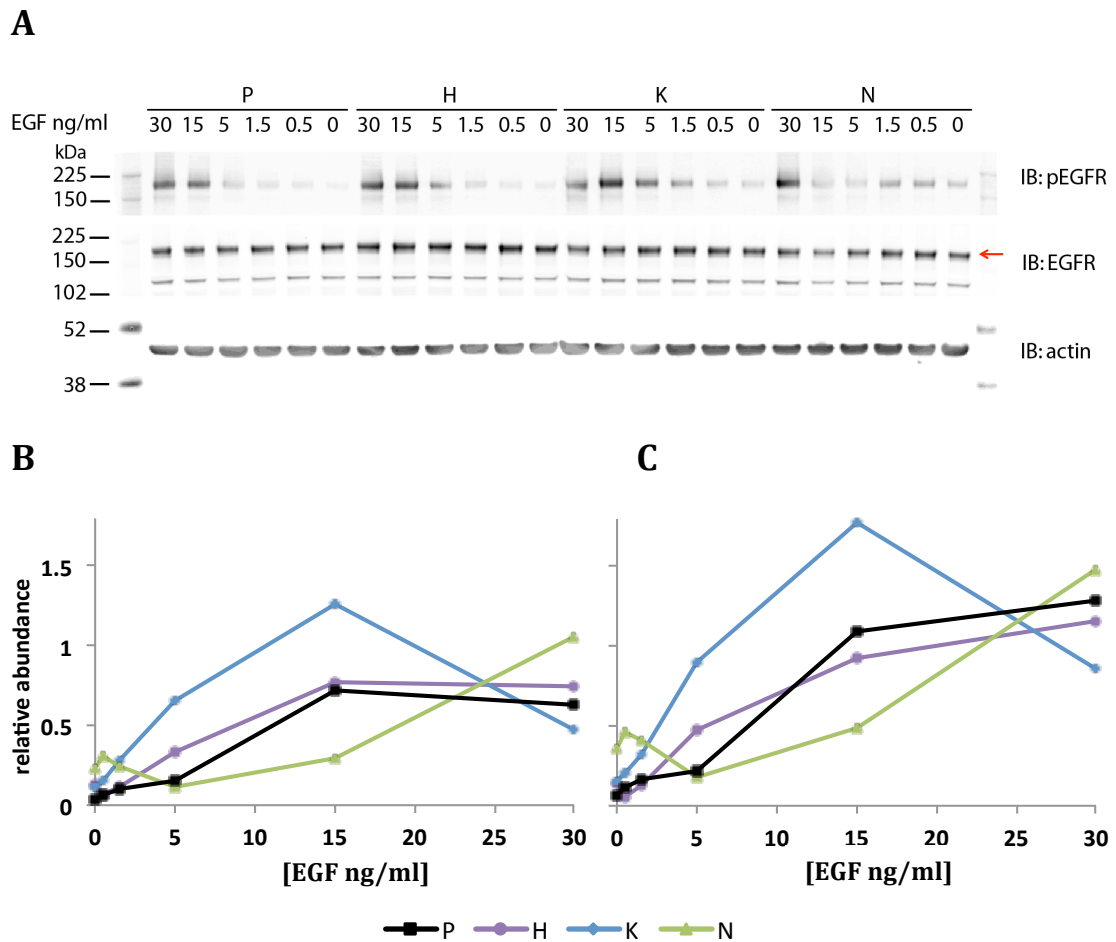 A
P H K N
EGF ng/ml 30 15 5 1.5 0.5 0 30 15 5 1.5 0.5 0 30 15 5 1.5 0.5 0 30 15 5 1.5 0.5 0
kDa
225
150
IB: pEGFR
225
150
102
IB: EGFR
52
38
IB: actin
B
relative abundance
1.5
1
0.5
0
0 5 10 15 20 25 30
[EGF ng/ml]
C
0 5 10 15 20 25 30
[EGF ng/ml]
P H K N